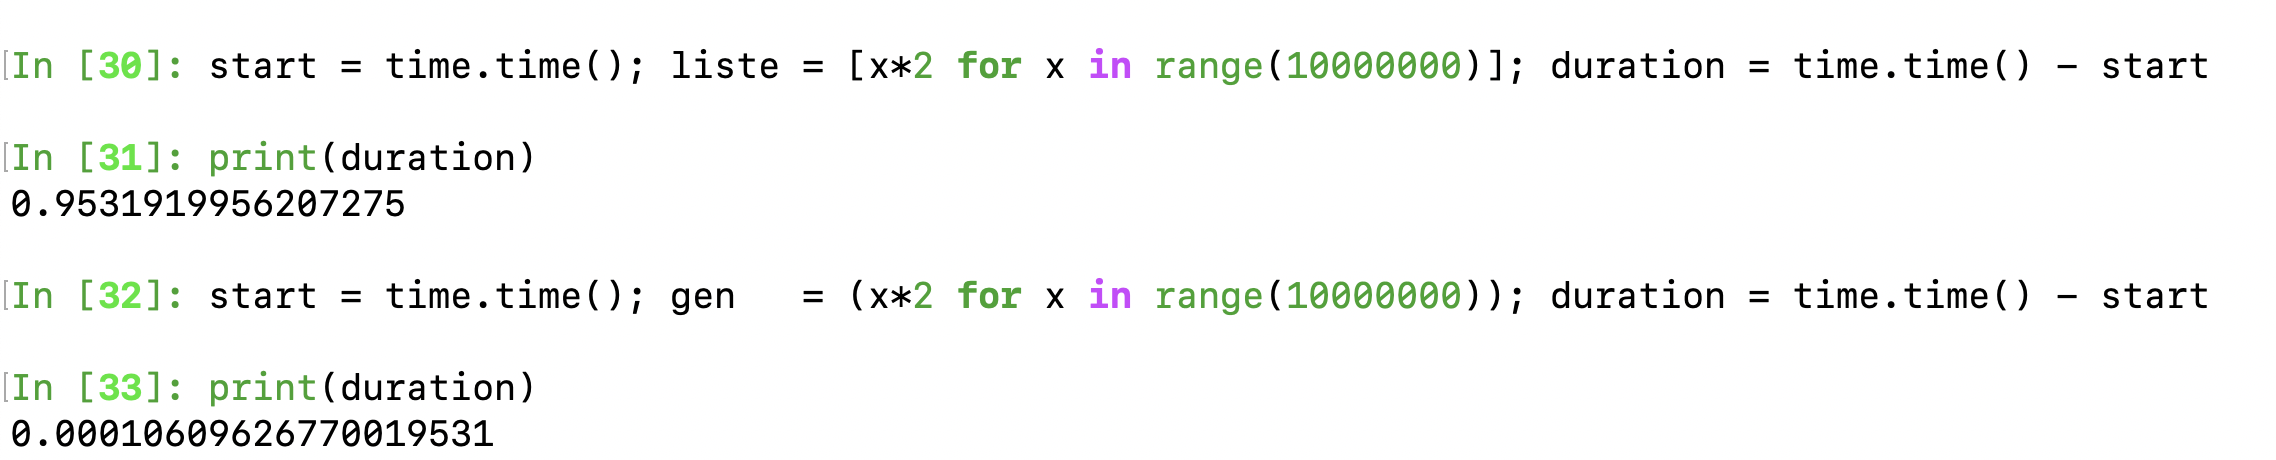 In [30]: start = time.time(); liste = [x*2 for x in range(10000000)]; duration = time.time() - start
In [31]: print(duration)
0.9531919956207275
In [32]: start = time.time(); gen   = (x*2 for x in range(10000000)); duration = time.time() - start
In [33]: print(duration)
0.00010609626770019531